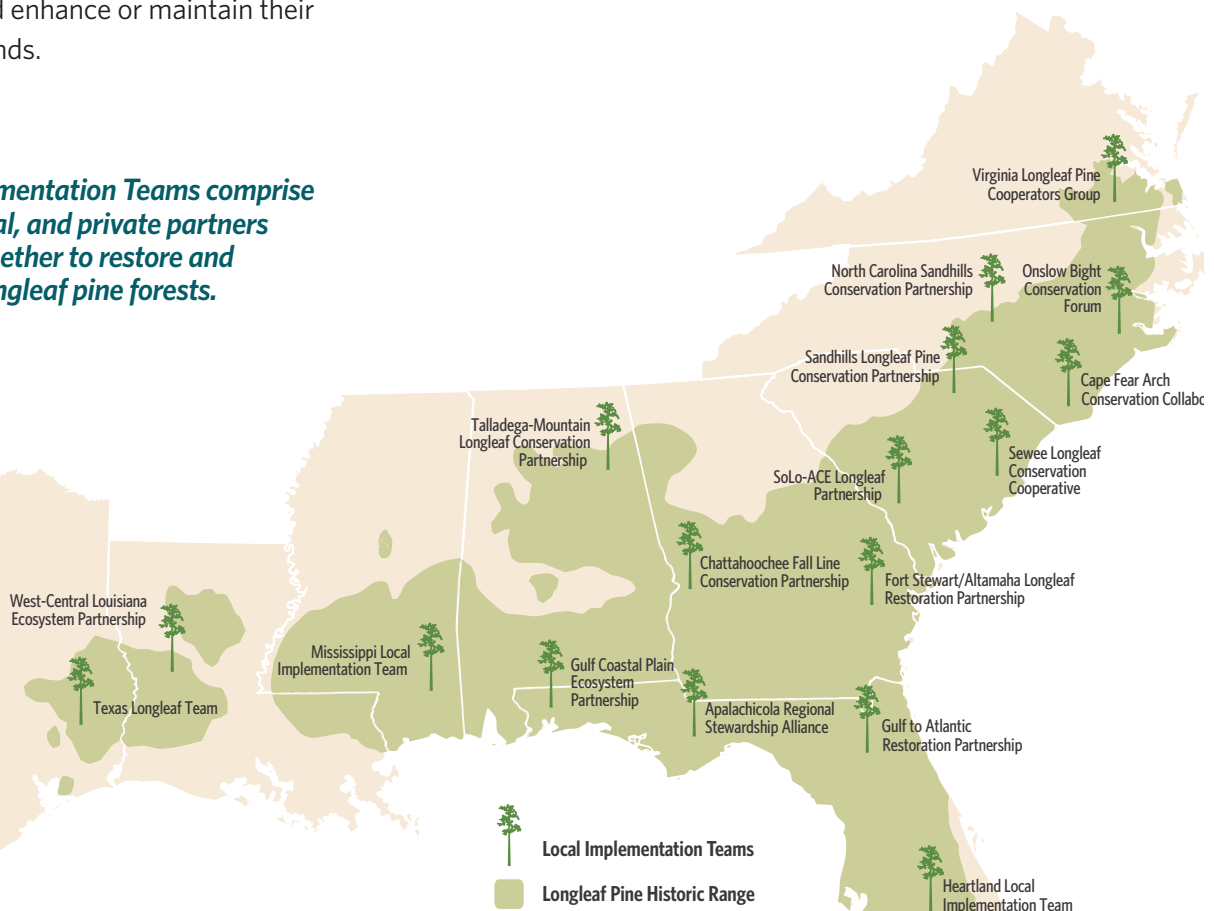 enhance or maintain their
nds.
mentation Teams comprise
al, and private partners
ether to restore and
ngleaf pine forests.
Virginia Longleaf Pine
Cooperators Group
North Carolina Sandhills
Conservation Partnership
Onslow Bight
Conservation
Forum
Sandhills Longleaf Pine
Conservation Partnership
Cape Fear Arch
Conservation Collabo
Talladega-Mountain
Longleaf Conservation
Partnership
Sewee Longleaf
Conservation
Cooperative
SoLo-ACE Longleaf
Partnership
Chattahoochee Fall Line
Conservation Partnership
Fort Stewart/Altamaha Longleaf
Restoration Partnership
West-Central Louisiana
Ecosystem Partnership
Mississippi Local
Implementation Team
Gulf Coastal Plain
Ecosystem
Partnership
Texas Longleaf Team
Apalachicola Regional
Stewardship Alliance
Gulf to Atlantic
Restoration Partnership
Local Implementation Teams
Longleaf Pine Historic Range
Heartland Local
Implementation Team